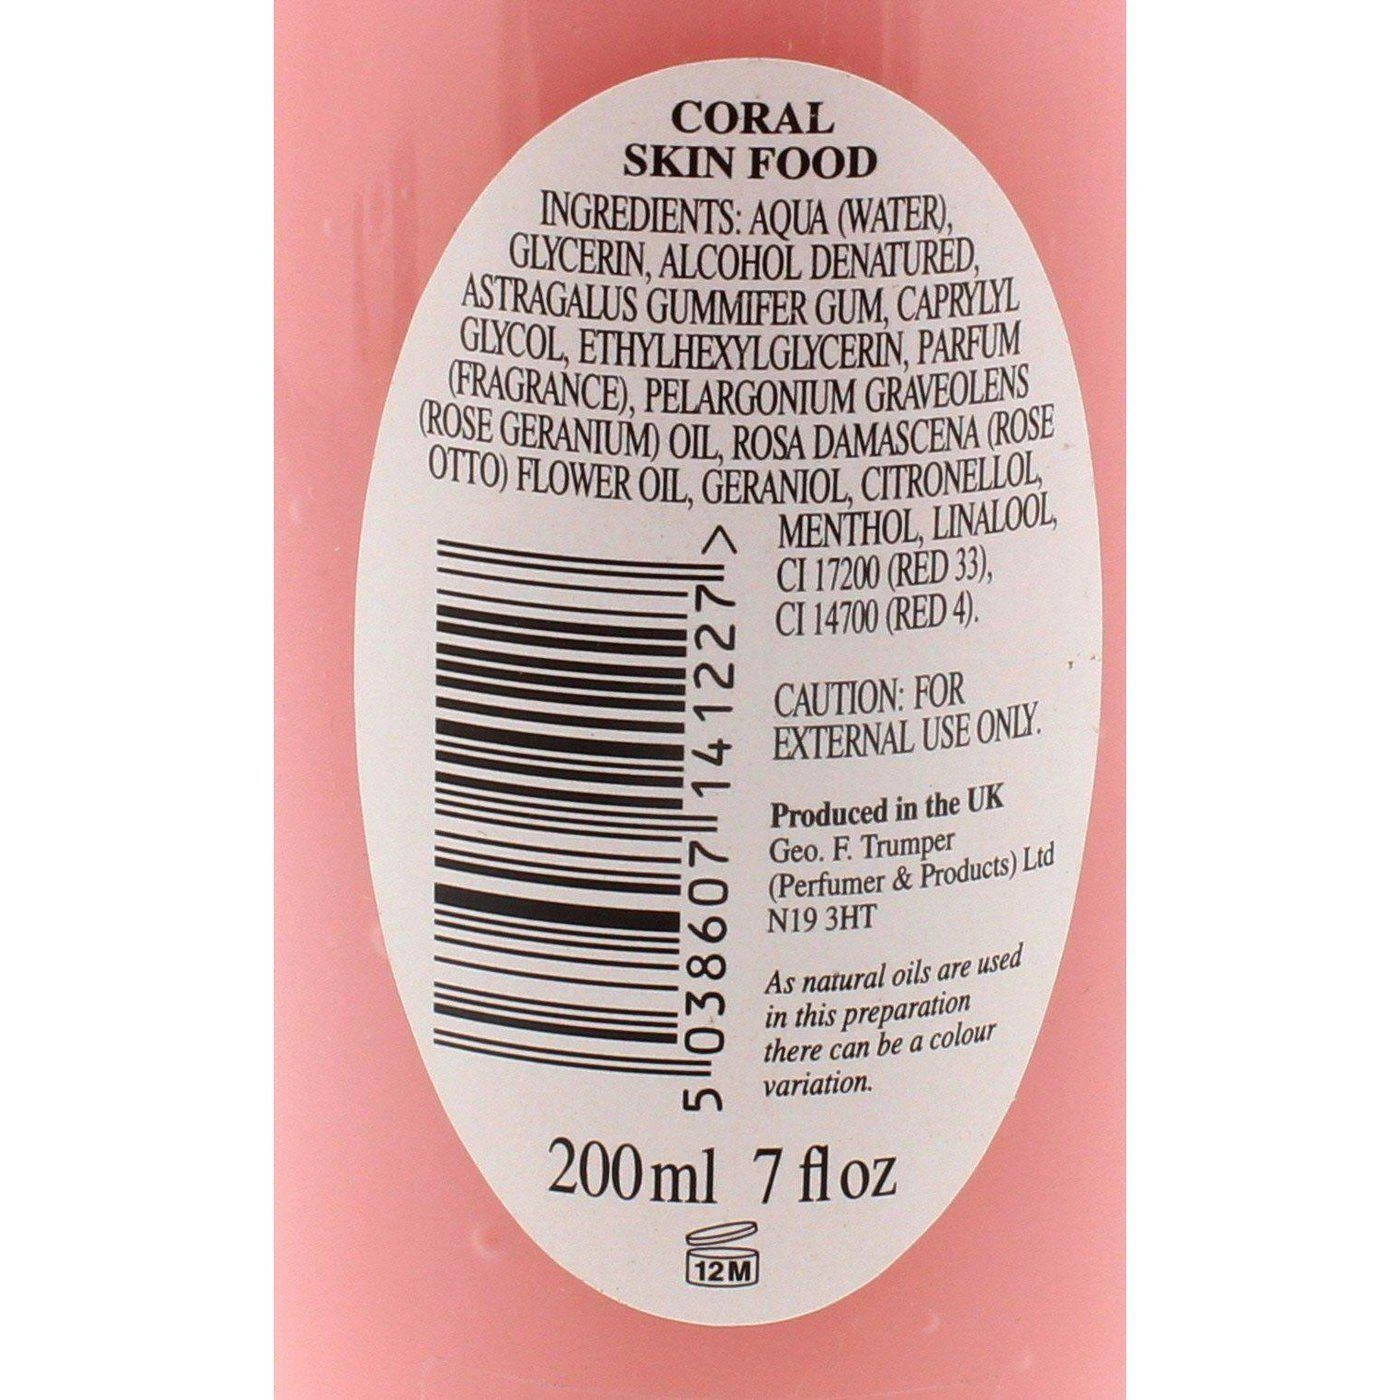 CORAL
SKIN FOOD
INGREDIENTS: AQUA (WATER),
GLYCERIN, ALCOHOL DENATURED,
ASTRAGALUS GUMMIFER GUM, CAPRYLYL
GLYCOL, ETHYLHEXYLGLYCERIN, PARFUM
(FRAGRANCE), PELARGONIUM GRAVEOLENS
(ROSE GERANIUM) OIL, ROSA DAMASCENA (ROSE
OTTO) FLOWER OIL, GERANIOL, CITRONELLOL,
MENTHOL, LINALOOL,
CI 17200 (RED 33),
CI 14700 (RED 4).
CAUTION: FOR
EXTERNAL USE ONLY.
Produced in the UK
Geo. F. Trumper
(Perfumer & Products) Ltd
N19 3HT
As natural oils are used
in this preparation
there can be a colour
variation.
5 038607 141227 >
200ml 7 fl oz
12M